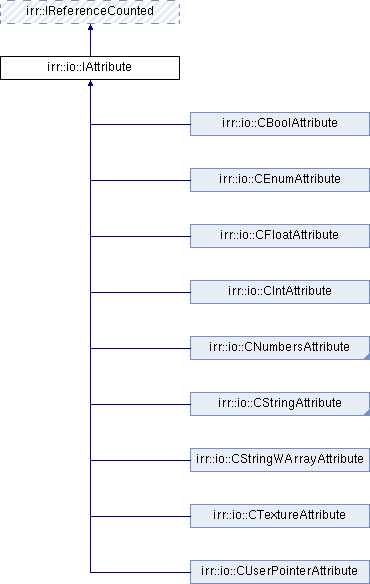 irr::IReferenceCounted
irr::io::IAttribute
irr::io::CBoolAttribute
irr::io::CEnumAttribute
irr::io::CFloatAttribute
irr::io::CIntAttribute
irr::io::CNumbersAttribute
irr::io::CStringAttribute
irr::io::CStringWArrayAttribute
irr::io::CTextureAttribute
irr::io::CUserPointerAttribute